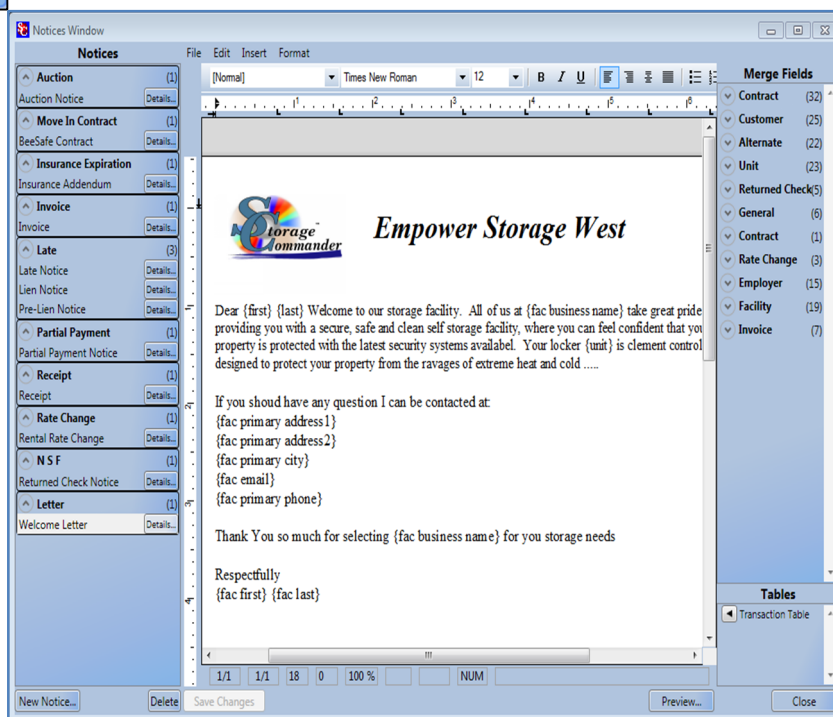 Notices Window
Notices
File Edit Insert Format
Auction (1)
Auction Notice Details...
Move In Contract (1)
BeeSafe Contract Details...
Insurance Expiration (1)
Insurance Addendum Details...
Invoice (1)
Invoice Details...
Late (3)
Late Notice Details...
Lien Notice Details...
Pre-Lien Notice Details...
Partial Payment (1)
Partial Payment Notice Details...
Receipt (1)
Receipt Details...
Rate Change (1)
Rental Rate Change Details...
N S F (1)
Returned Check Notice Details...
Letter (1)
Welcome Letter Details...
[Normal] Times New Roman 12 B I U
1 2 3 4 5 6
Storage Commander
Empower Storage West
Dear {first} {last} Welcome to our storage facility. All of us at {fac business name} take great pride
providing you with a secure, safe and clean self storage facility, where you can feel confident that you
property is protected with the latest security systems availabel. Your locker {unit} is clement control
designed to protect your property from the ravages of extreme heat and cold .....
If you shoud have any question I can be contacted at:
{fac primary address1}
{fac primary address2}
{fac primary city}
{fac email}
{fac primary phone}
Thank You so much for selecting {fac business name} for you storage needs
Respectfully
{fac first} {fac last}
1/1 1/1 18 0 100 % NUM
Merge Fields
Contract (32)
Customer (25)
Alternate (22)
Unit (23)
Returned Check(5)
General (6)
Contract (1)
Rate Change (3)
Employer (15)
Facility (19)
Invoice (7)
Tables
Transaction Table
New Notice... Delete Save Changes Preview... Close